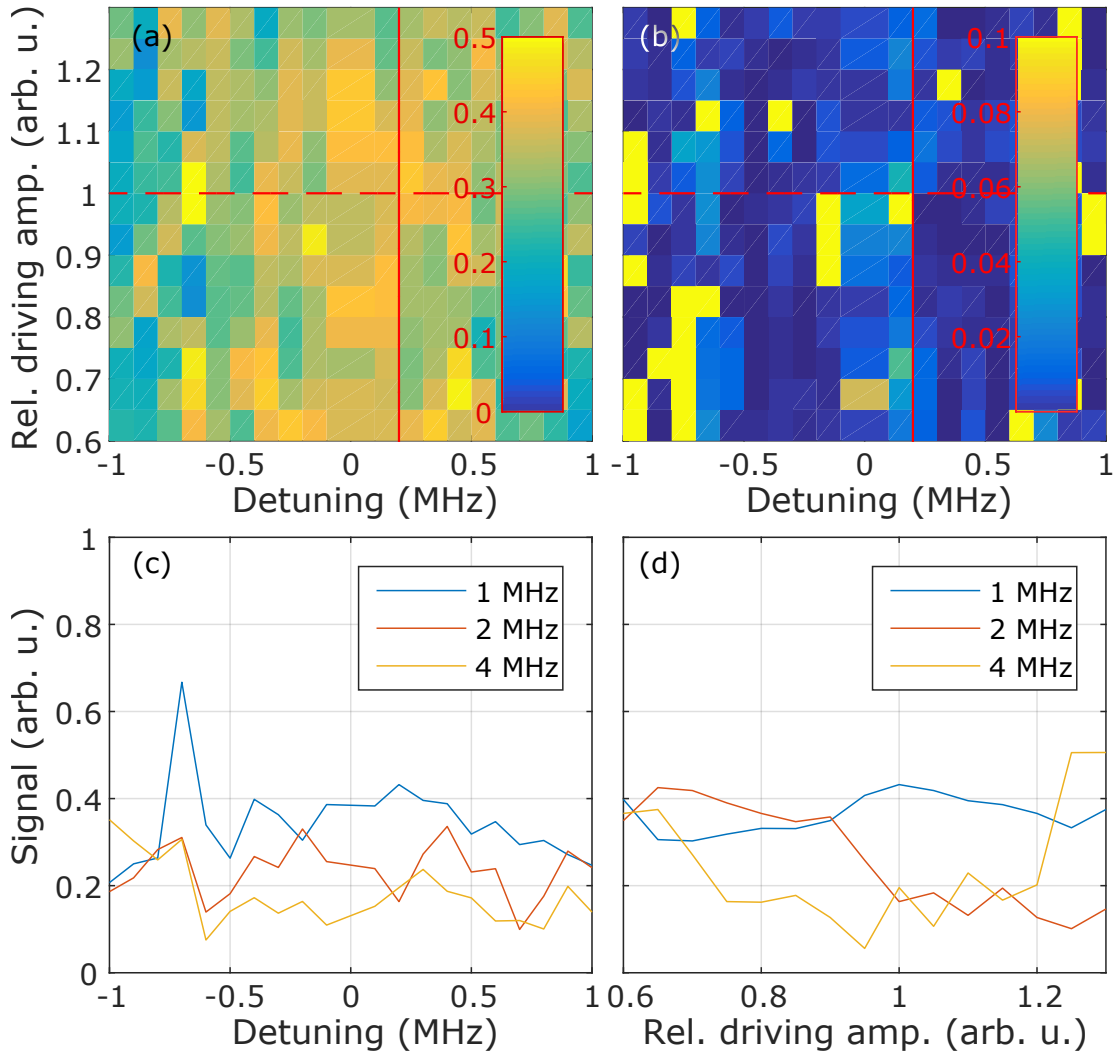 (a)
Rel. driving amp. (arb. u.)
1.2
1.1
1
0.9
0.8
0.7
0.6
0.5
0.4
0.3
0.2
0.1
0
-1
-0.5
0
0.5
1
Detuning (MHz)
(b)
0.1
0.08
0.06
0.04
0.02
-1
-0.5
0
0.5
1
Detuning (MHz)
(c)
Signal (arb. u.)
1
0.8
0.6
0.4
0.2
0
1 MHz
2 MHz
4 MHz
-1
-0.5
0
0.5
1
Detuning (MHz)
(d)
1 MHz
2 MHz
4 MHz
0.6
0.8
1
1.2
Rel. driving amp. (arb. u.)